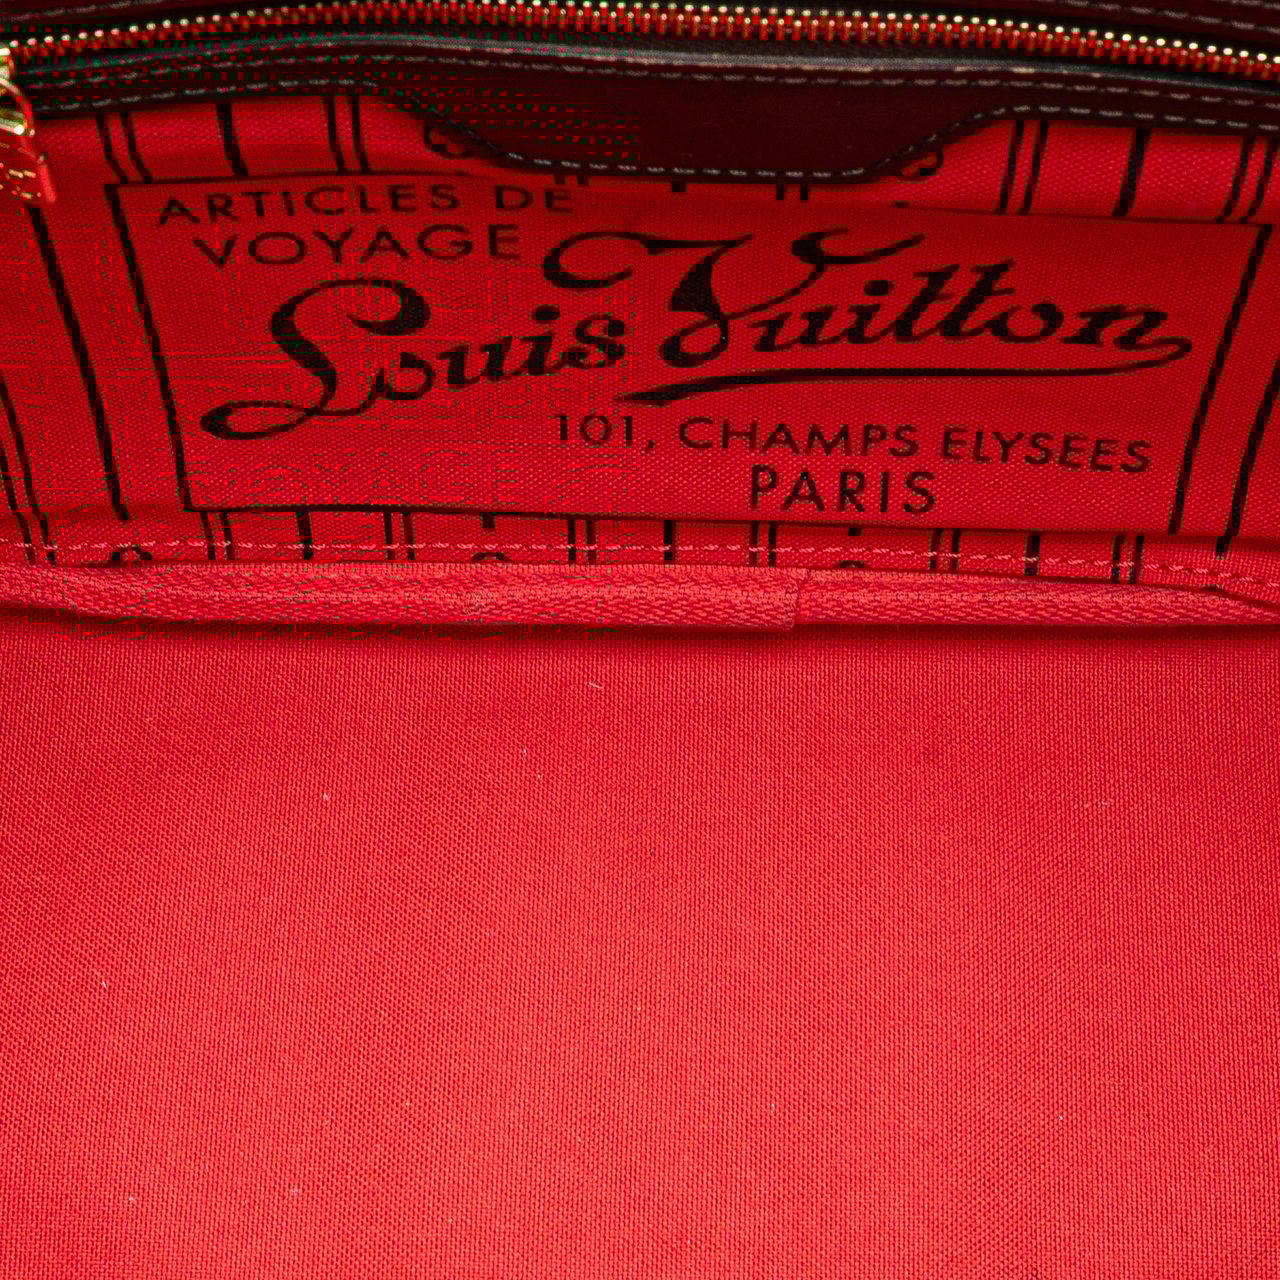 ARTICLES DE
VOYAGE
Louis Vuitton
101, CHAMPS ELYSEES
PARIS